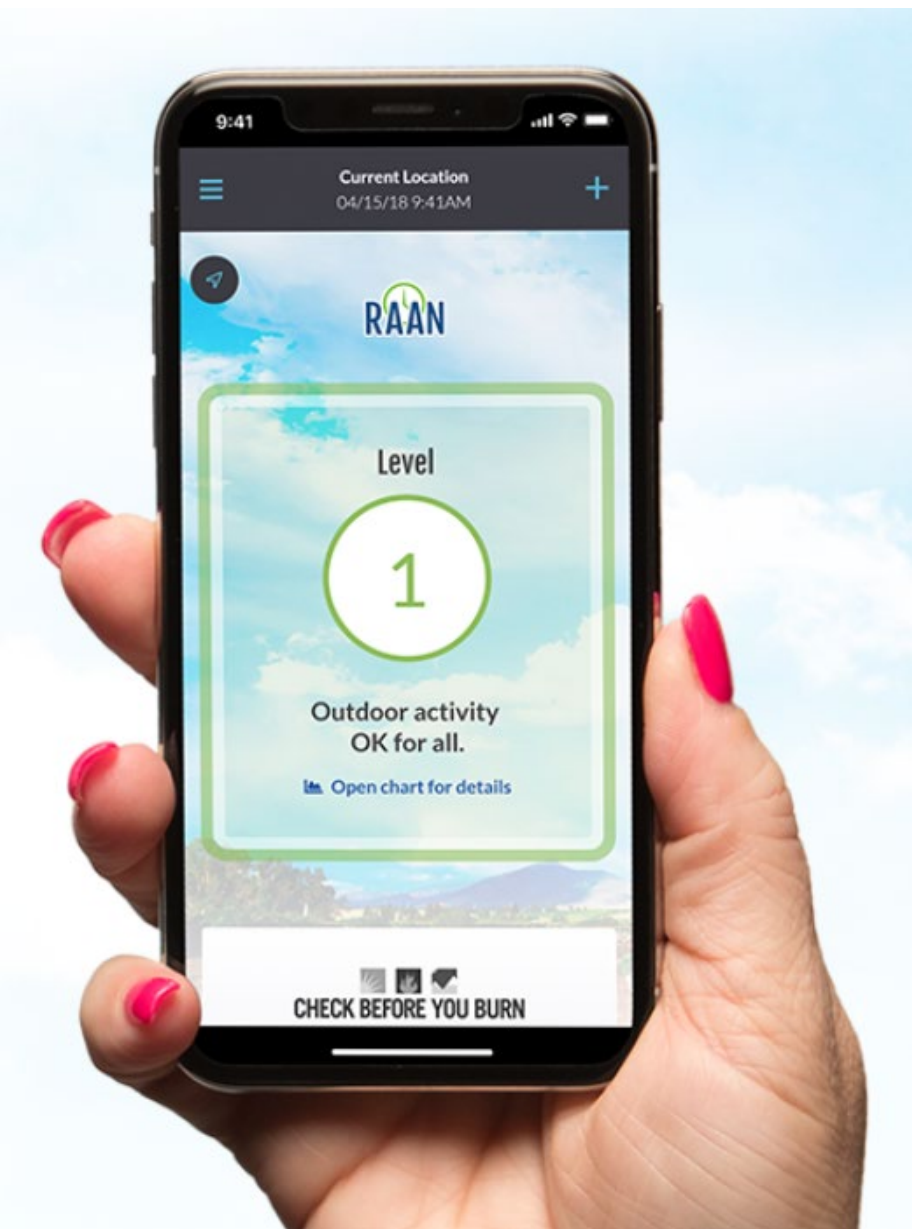 9:41
Current Location
04/15/18 9:41AM
RAAN
Level
1
Outdoor activity
OK for all.
Open chart for details
CHECK BEFORE YOU BURN